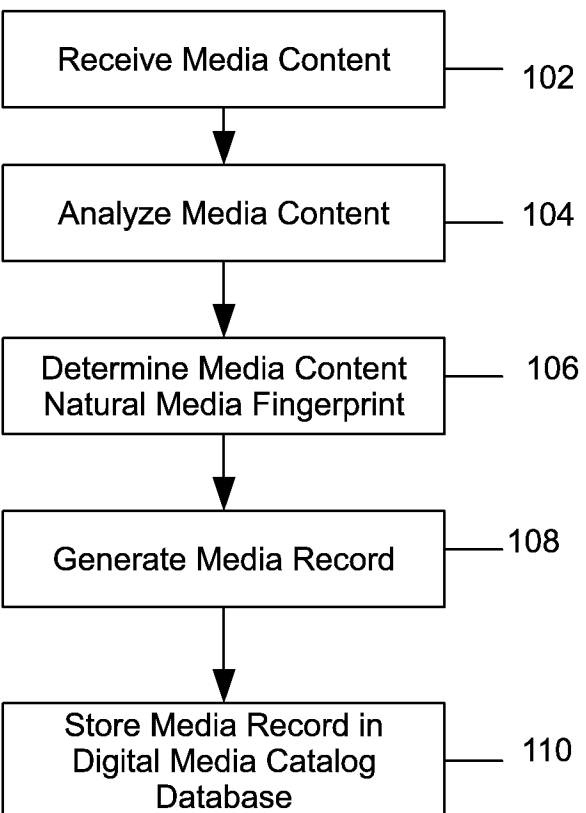 Receive Media Content
102
Analyze Media Content
104
Determine Media Content
Natural Media Fingerprint
106
Generate Media Record
108
Store Media Record in
Digital Media Catalog
Database
110